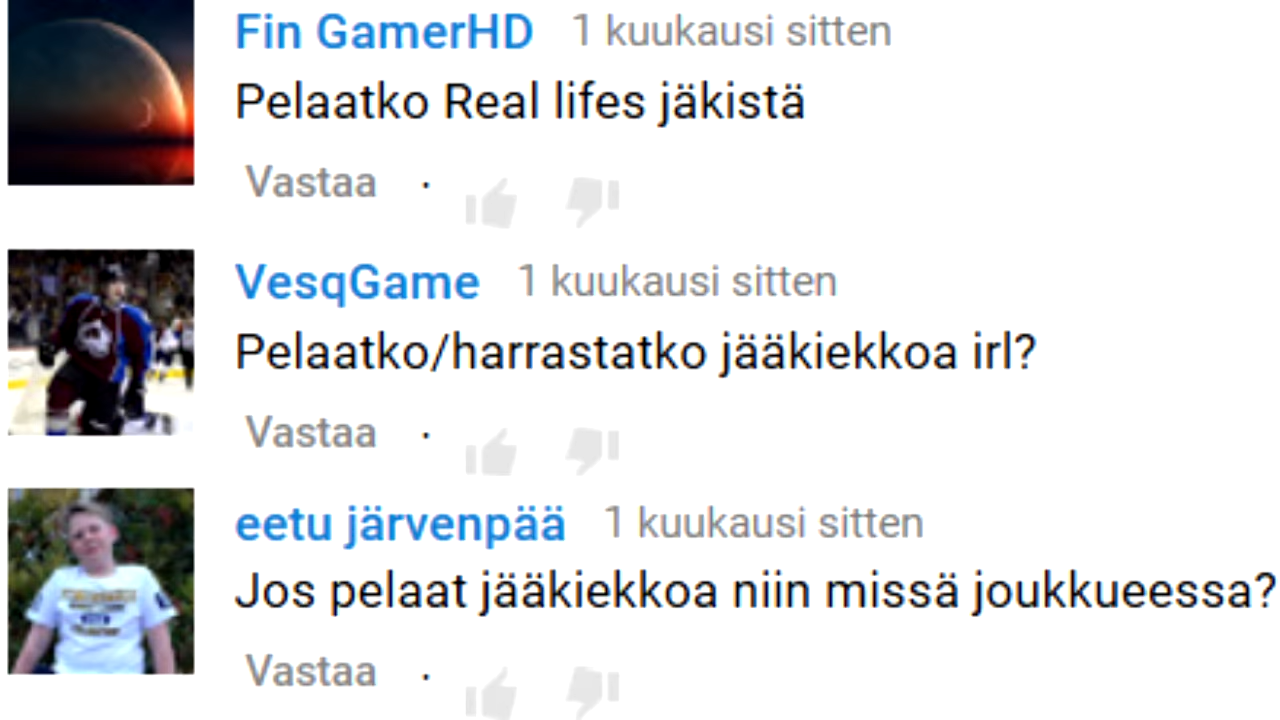 Fin GamerHD 1 kuukausi sitten
Pelaatko Real lifes jäkistä
Vastaa ·
VesqGame 1 kuukausi sitten
Pelaatko/harrastatko jääkiekkoa irl?
Vastaa ·
eetu järvenpää 1 kuukausi sitten
Jos pelaat jääkiekkoa niin missä joukkueessa?
Vastaa ·